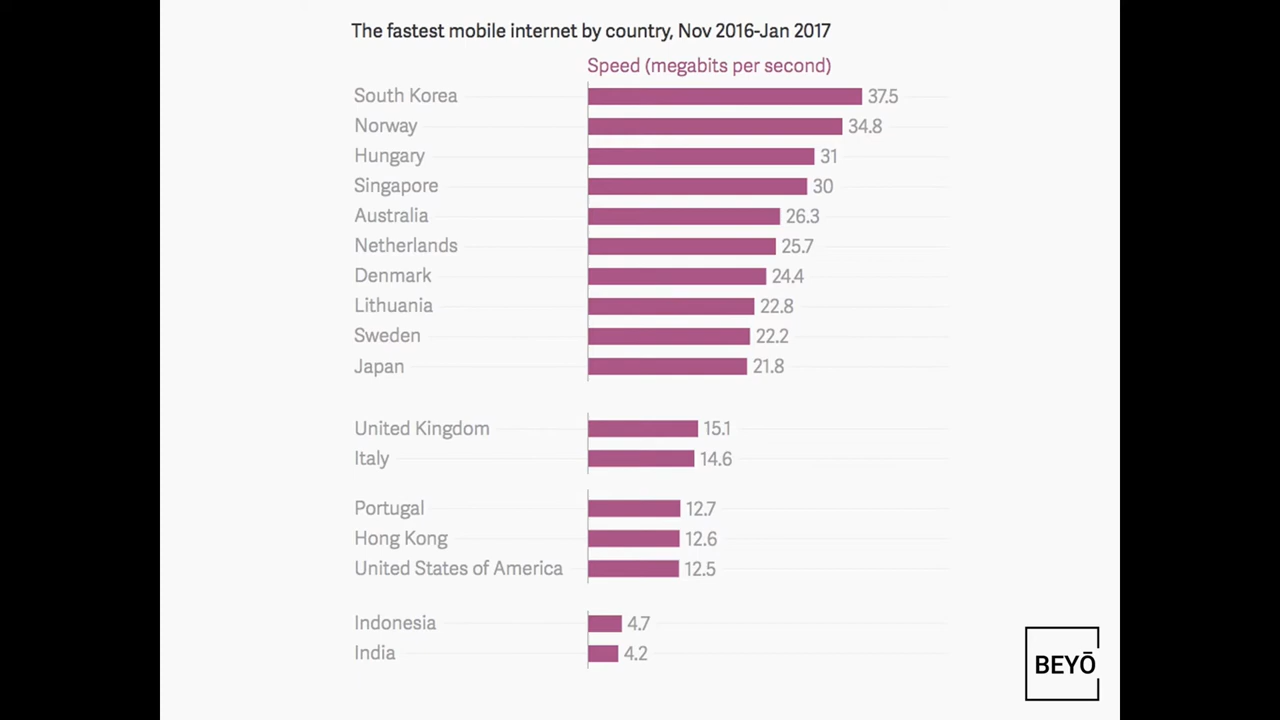 The fastest mobile internet by country, Nov 2016-Jan 2017
Speed (megabits per second)
South Korea 37.5
Norway 34.8
Hungary 31
Singapore 30
Australia 26.3
Netherlands 25.7
Denmark 24.4
Lithuania 22.8
Sweden 22.2
Japan 21.8
United Kingdom 15.1
Italy 14.6
Portugal 12.7
Hong Kong 12.6
United States of America 12.5
Indonesia 4.7
India 4.2
BEYŌ